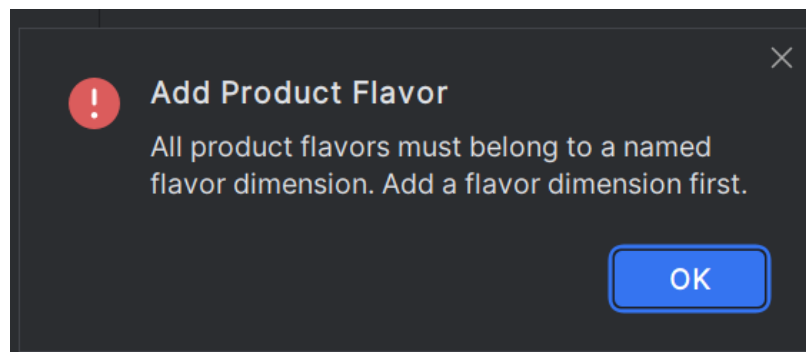 Add Product Flavor
All product flavors must belong to a named
flavor dimension. Add a flavor dimension first.
OK